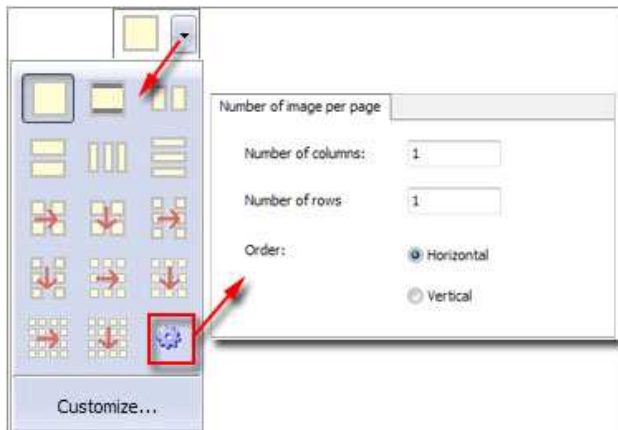 Number of image per page
Number of columns: 1
Number of rows 1
Order: Horizontal
Vertical
Customize...